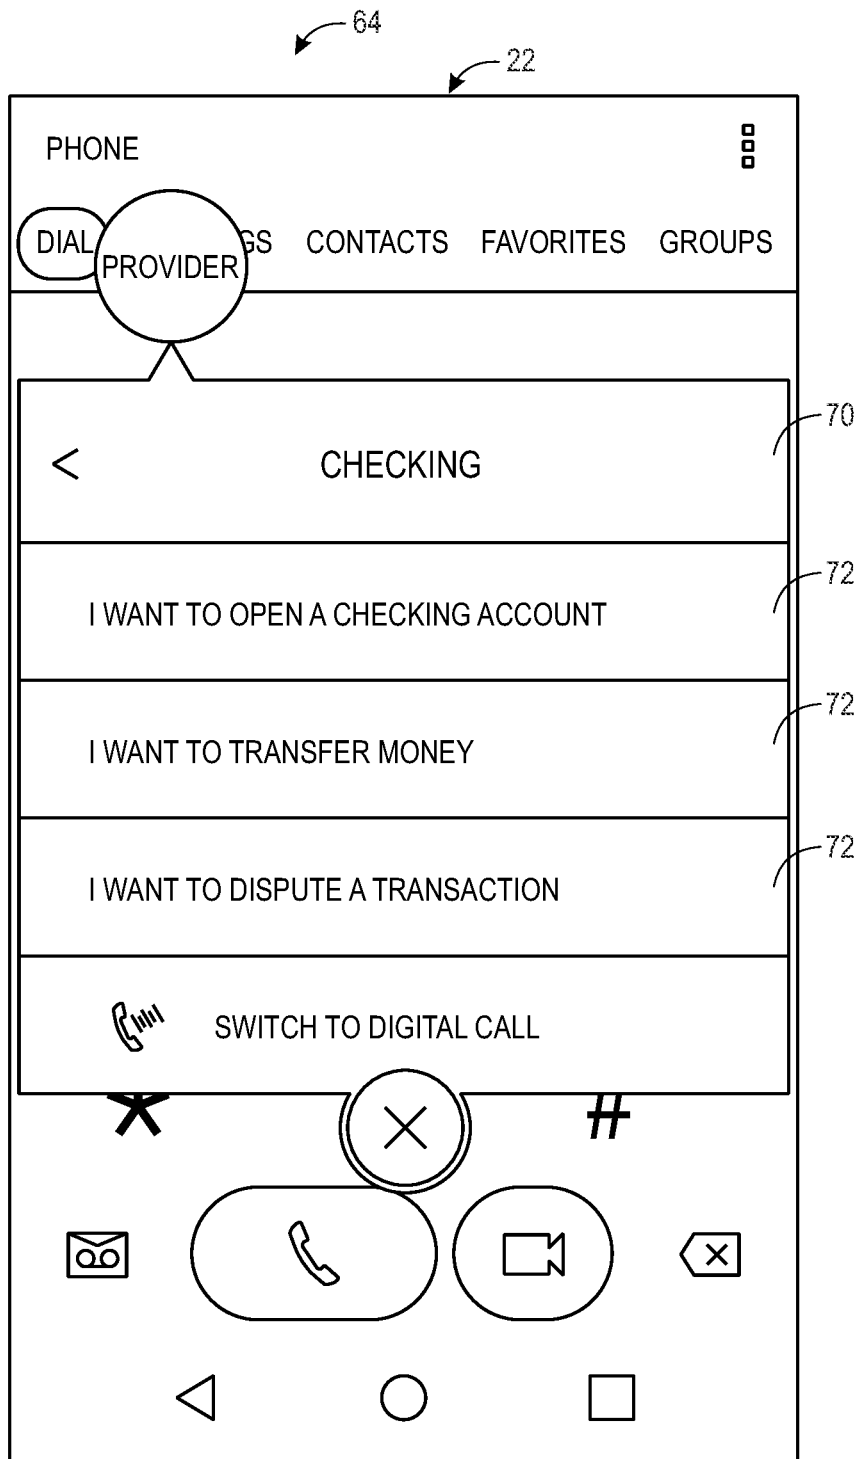 64
22
PHONE
DIAL GS CONTACTS FAVORITES GROUPS
PROVIDER
70
< CHECKING
72
I WANT TO OPEN A CHECKING ACCOUNT
72
I WANT TO TRANSFER MONEY
72
I WANT TO DISPUTE A TRANSACTION
SWITCH TO DIGITAL CALL
* #